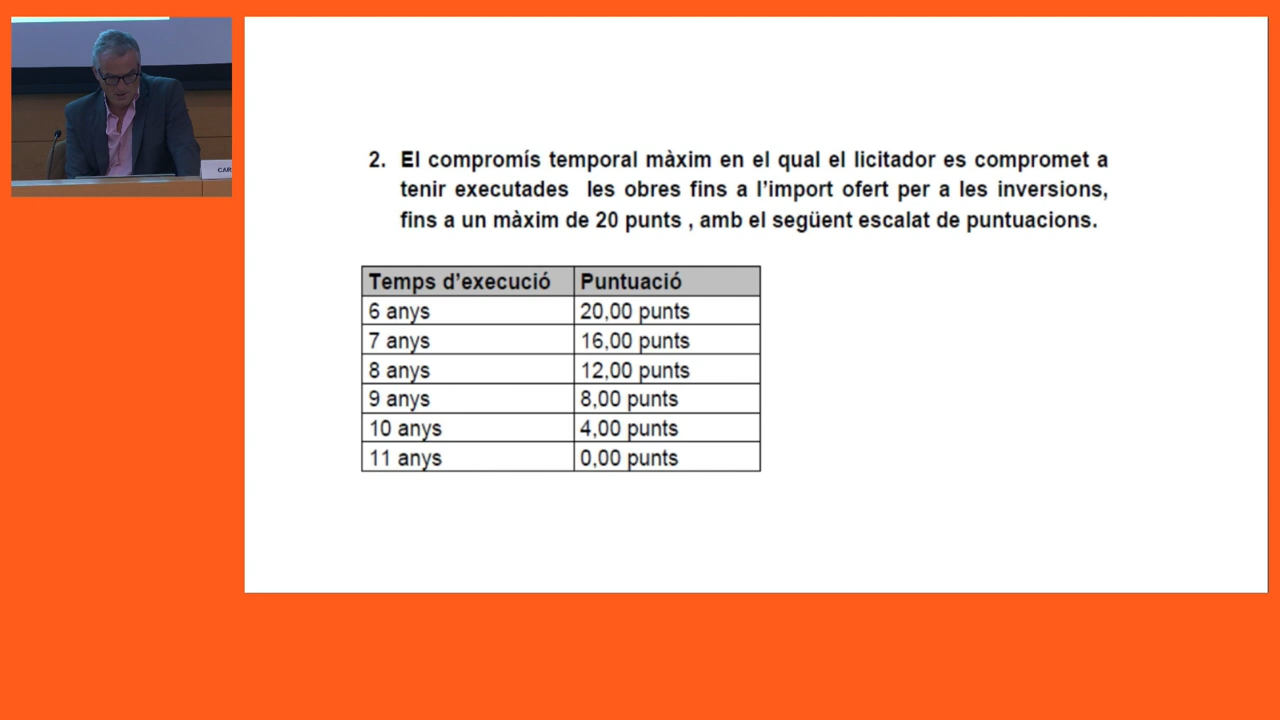 CAR
2. El compromís temporal màxim en el qual el licitador es compromet a
tenir executades les obres fins a l’import ofert per a les inversions,
fins a un màxim de 20 punts , amb el següent escalat de puntuacions.
Temps d’execució Puntuació
6 anys 20,00 punts
7 anys 16,00 punts
8 anys 12,00 punts
9 anys 8,00 punts
10 anys 4,00 punts
11 anys 0,00 punts